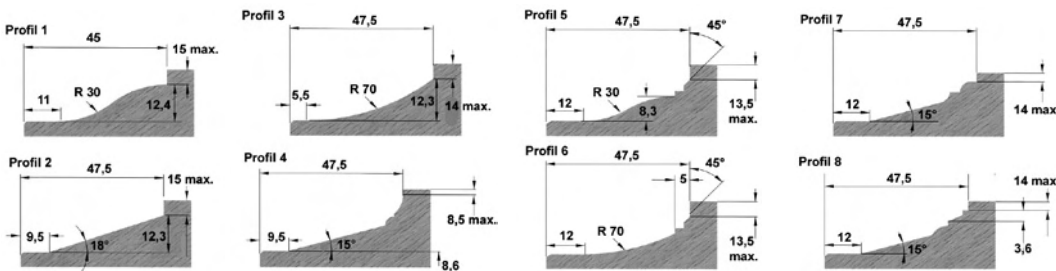 Profil 1
45
15 max.
11
R 30
12,4
Profil 3
47,5
5,5
R 70
12,3
14 max.
Profil 5
47,5
45°
12
R 30
8,3
13,5
max.
Profil 7
47,5
12
15°
14 max.
Profil 2
47,5
15 max.
9,5
18°
12,3
Profil 4
47,5
9,5
15°
8,5 max..
8,6
Profil 6
47,5
45°
5
12
R 70
13,5
max.
Profil 8
47,5
14 max
12
15°
3,6